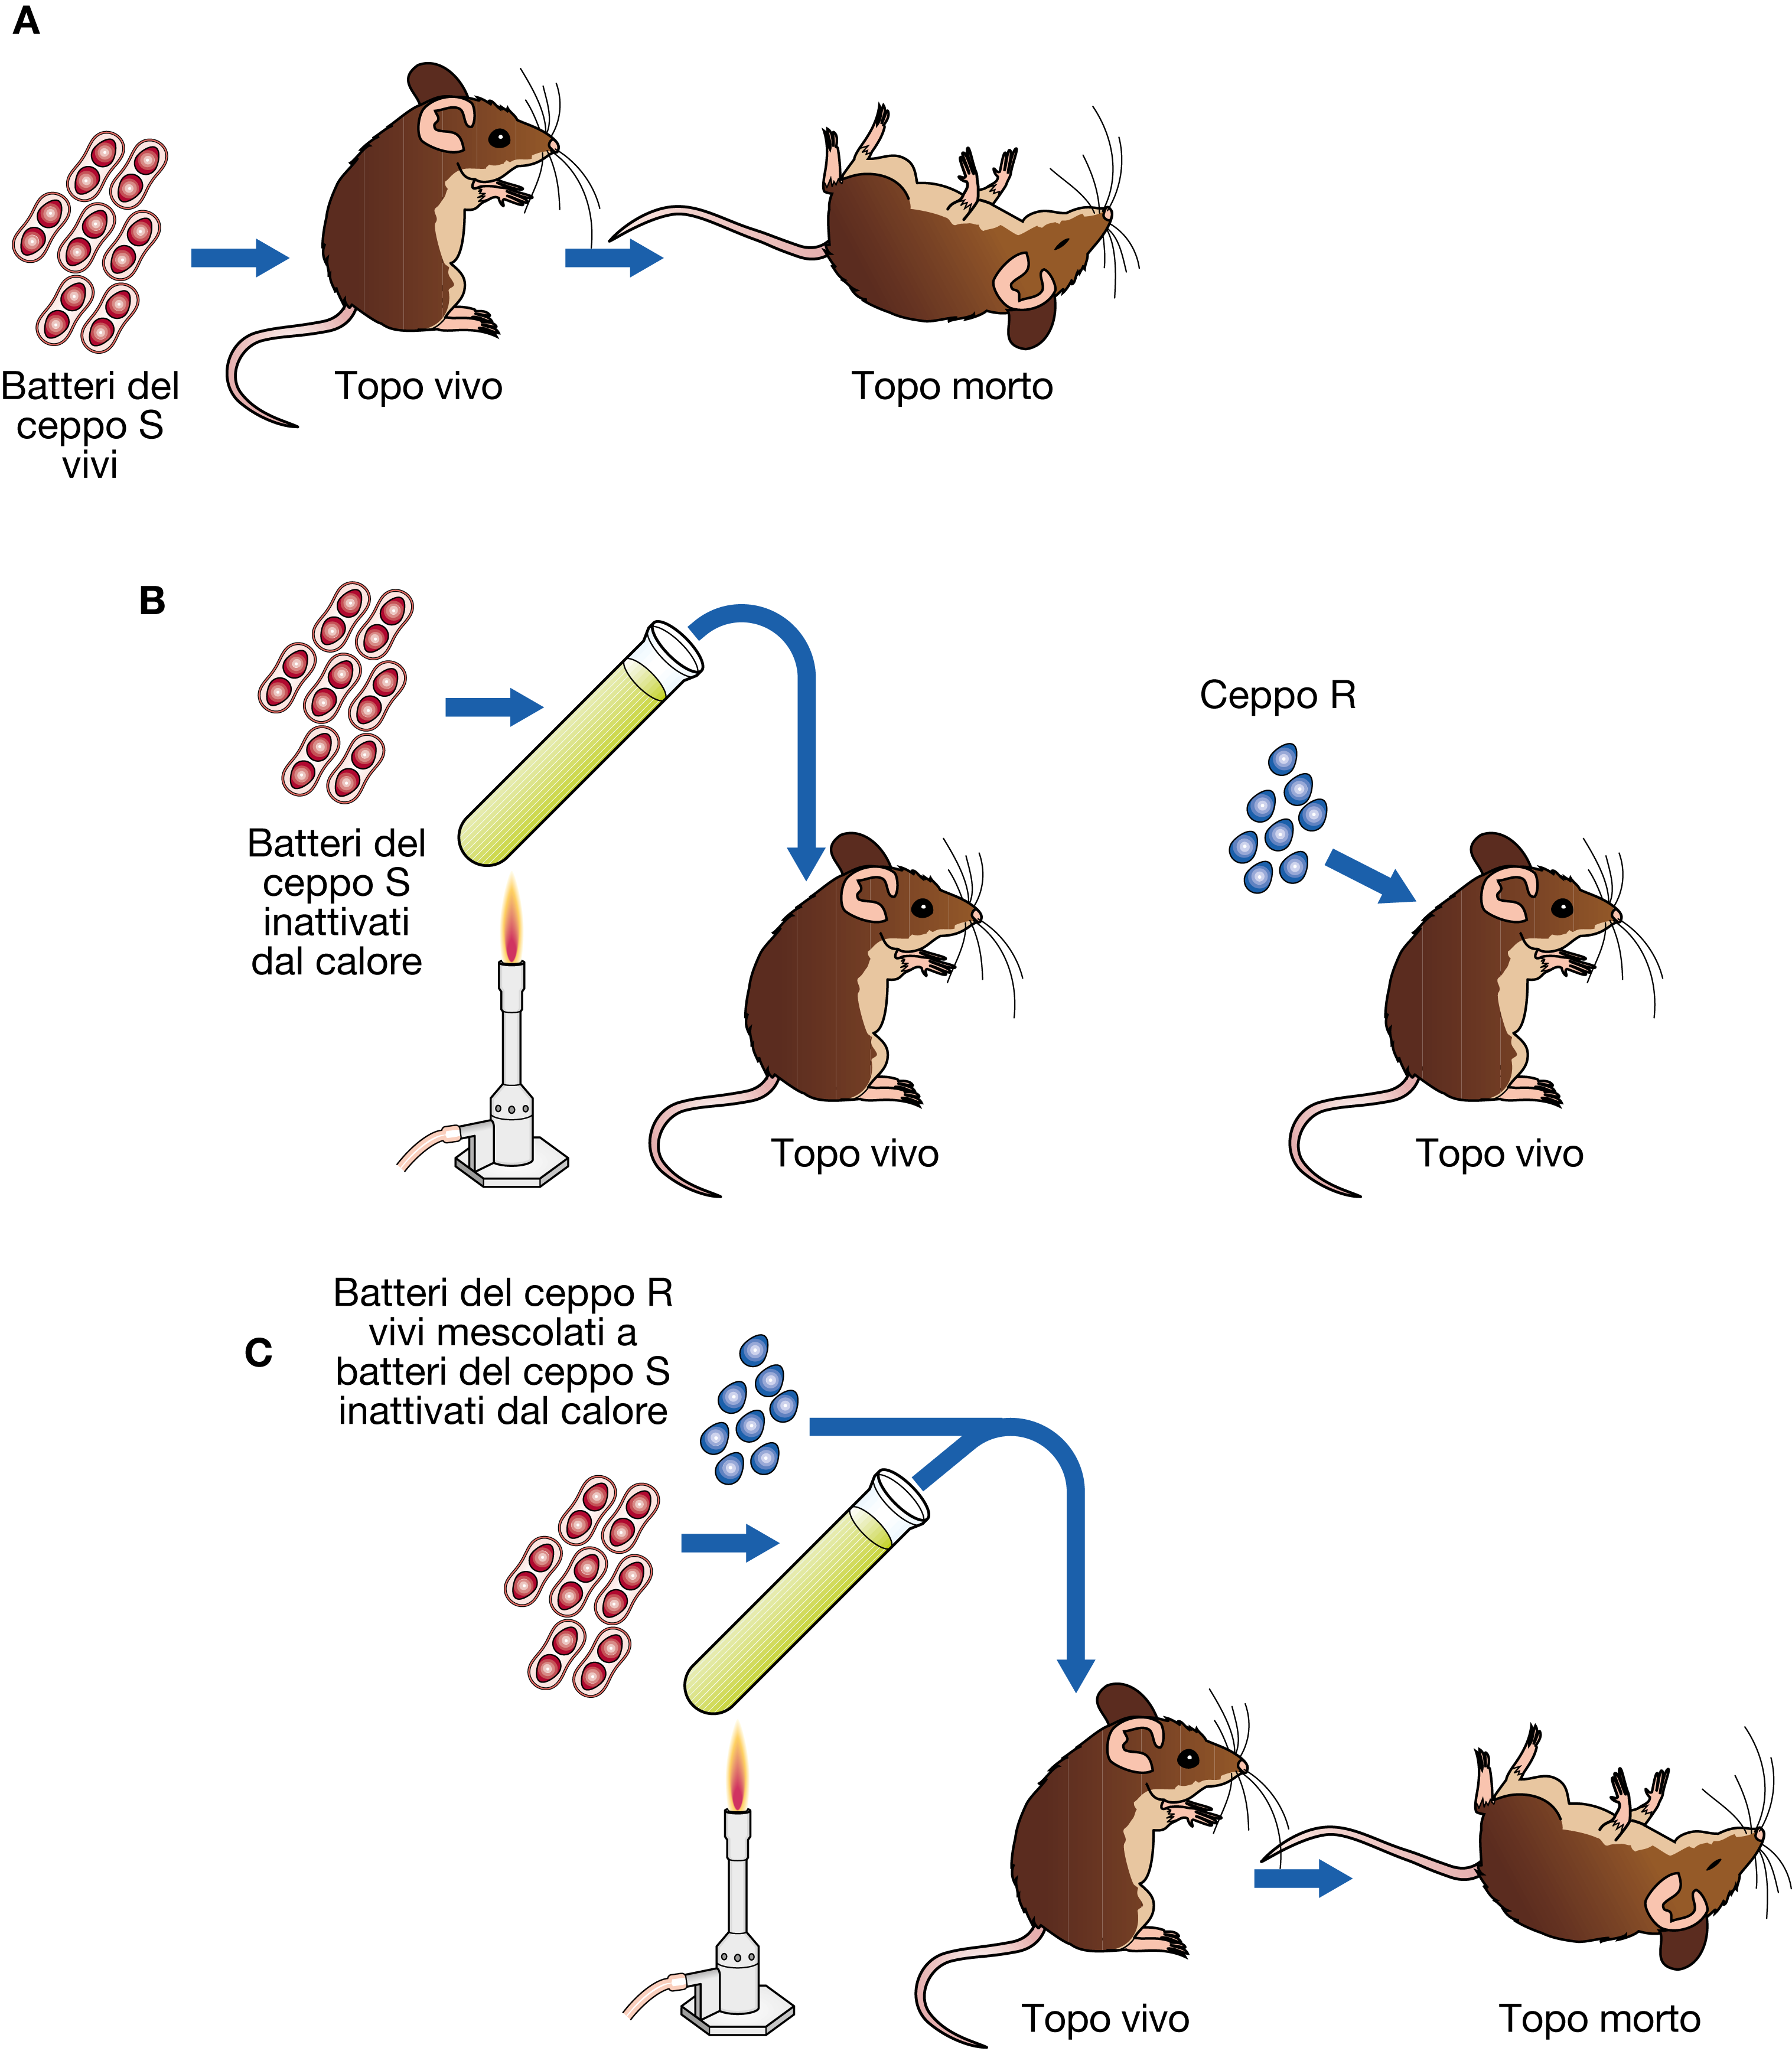 A
Batteri del
ceppo S
vivi
Topo vivo
Topo morto
B
Batteri del
ceppo S
inattivati
dal calore
Topo vivo
Ceppo R
Topo vivo
C
Batteri del ceppo R
vivi mescolati a
batteri del ceppo S
inattivati dal calore
Topo vivo
Topo morto